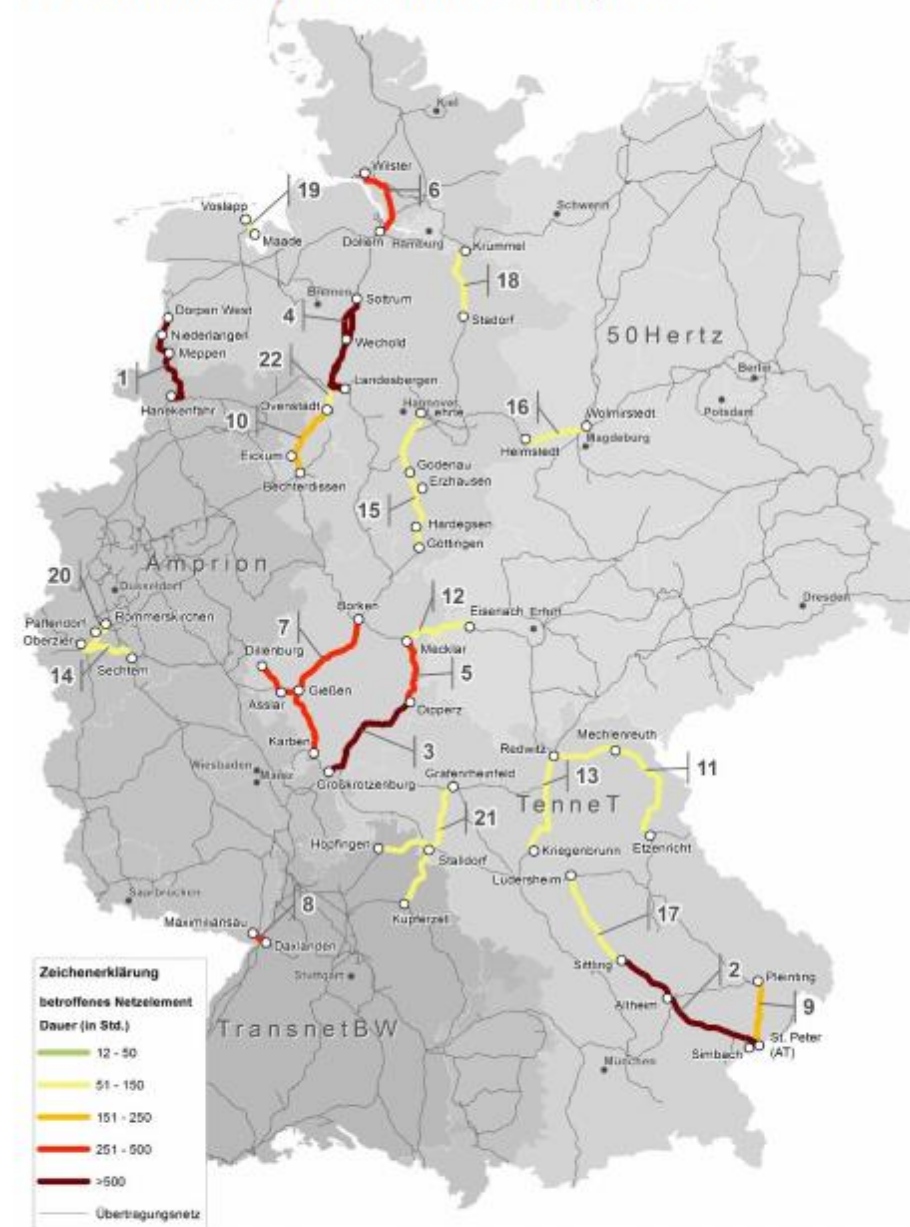 Kiel
Wilster
19
6
Voslapp
Schwerin
Maade
Dollern
Hamburg
Krümmel
18
Bremen
Sottrum
Dörpen West
4
Stadorf
50Hertz
Niederlangen
Wechold
Meppen
22
Berlin
1
Landesbergen
Hannover
Lehrte
16
Wolmirstedt
Potsdam
Hanekenfähr
Ovenstädt
10
Helmstedt
Magdeburg
Eickum
Godenau
Bechterdissen
Erzhausen
15
Hardegsen
Göttingen
Amprion
20
Düsseldorf
Dresden
Borken
12
Eisenach
Erfurt
Rommerskirchen
Paffendorf
7
Oberzier
Dillenburg
Mecklar
14
Sechtem
5
Gießen
Asslar
Dipperz
Karben
3
Redwitz
Mechlenreuth
Wiesbaden
Mainz
13
11
Großkrotzenburg
Grafenrheinfeld
TenneT
21
Höpfingen
Stalldorf
Kriegenbrunn
Etzenricht
Ludersheim
Saarbrücken
8
Kupferzell
17
Maximiliansau
Daxlanden
Sittling
2
Pleinting
Stuttgart
Altheim
9
TransnetBW
St. Peter
(AT)
Simbach
München
Zeichenerklärung
betroffenes Netzelement
Dauer (in Std.)
12 - 50
51 - 150
151 - 250
251 - 500
>500
Übertragungsnetz